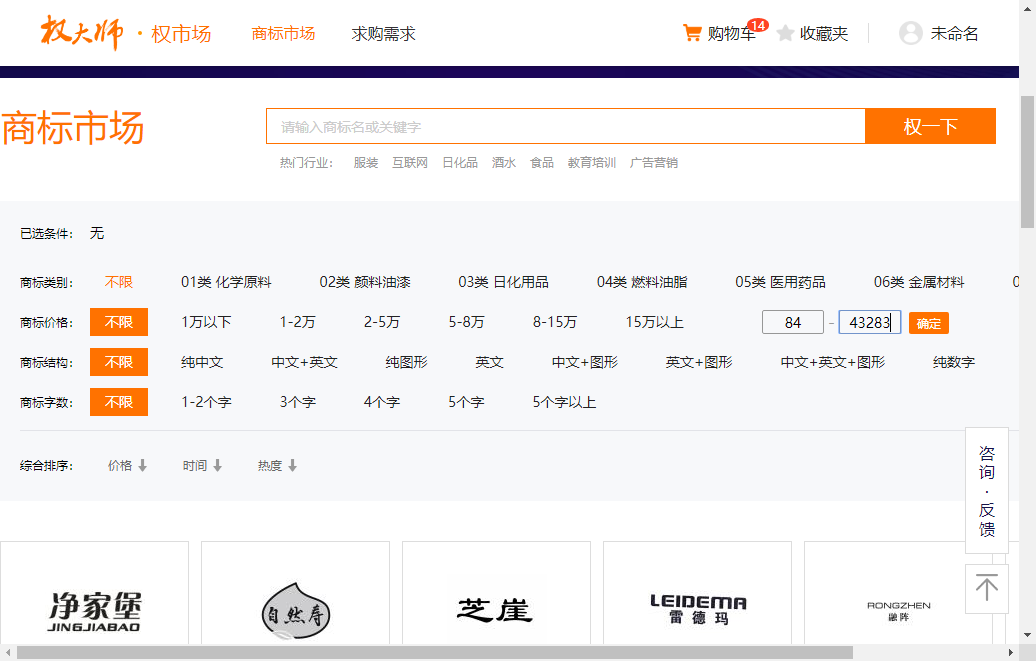 权大师 · 权市场 商标市场 求购需求 购物车 14 收藏夹 未命名
商标市场 请输入商标名或关键字 权一下
热门行业： 服装 互联网 日化品 酒水 食品 教育培训 广告营销
已选条件： 无
商标类别： 不限 01类 化学原料 02类 颜料油漆 03类 日化用品 04类 燃料油脂 05类 医用药品 06类 金属材料 0
商标价格： 不限 1万以下 1-2万 2-5万 5-8万 8-15万 15万以上 84 - 43283 确定
商标结构： 不限 纯中文 中文+英文 纯图形 英文 中文+图形 英文+图形 中文+英文+图形 纯数字
商标字数： 不限 1-2个字 3个字 4个字 5个字 5个字以上
综合排序： 价格 时间 热度
咨询·反馈
净家堡
JINGJIABAO
自然寿
芝崖
LEIDEMA
雷德玛
RONGZHEN
融阵